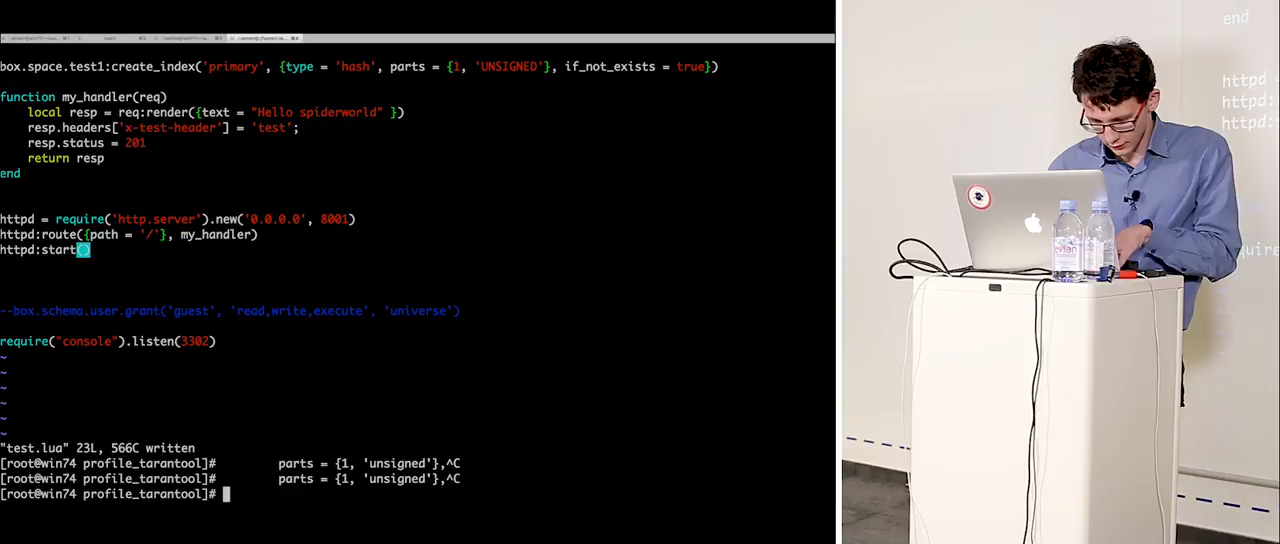 box.space.test1:create_index('primary', {type = 'hash', parts = {1, 'UNSIGNED'}, if_not_exists = true})
function my_handler(req)
local resp = req:render({text = "Hello spiderworld" })
resp.headers['x-test-header'] = 'test';
resp.status = 201
return resp
end
httpd = require('http.server').new('0.0.0.0', 8001)
httpd:route({path = '/'}, my_handler)
httpd:start()
--box.schema.user.grant('guest', 'read,write,execute', 'universe')
require("console").listen(3302)
~
~
~
~
~
~
"test.lua" 23L, 566C written
[root@win74 profile_tarantool]# parts = {1, 'unsigned'},^C
[root@win74 profile_tarantool]# parts = {1, 'unsigned'},^C
[root@win74 profile_tarantool]#
end
httpd =
httpd:
httpd:s
evian